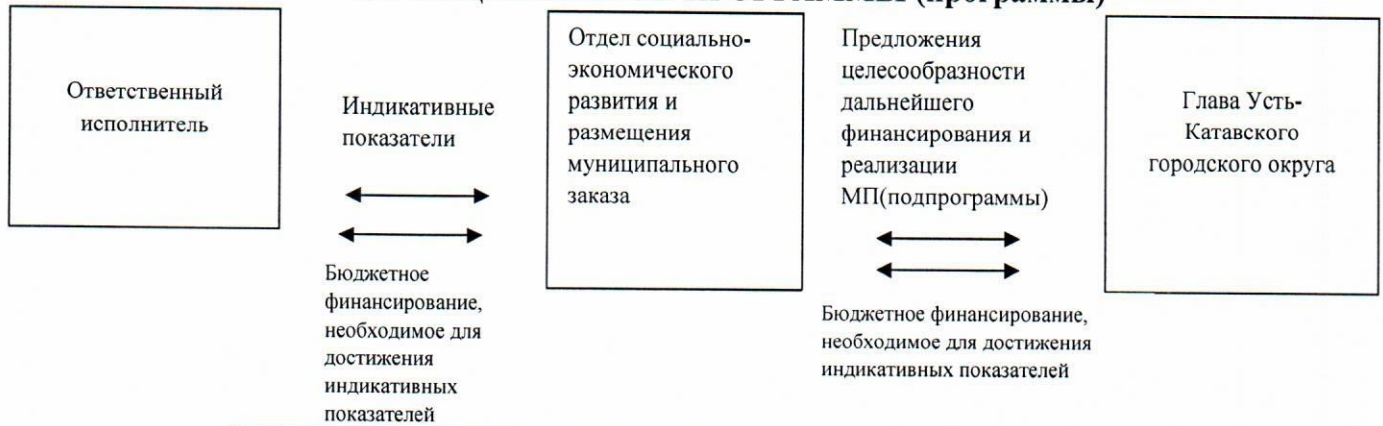 (программы)
Ответственный
исполнитель
Индикативные
показатели
Бюджетное
финансирование,
необходимое для
достижения
индикативных
показателей
Отдел социально-
экономического
развития и
размещения
муниципального
заказа
Предложения
целесообразности
дальнейшего
финансирования и
реализации
МП(подпрограммы)
Бюджетное финансирование,
необходимое для достижения
индикативных показателей
Глава Усть-
Катавского
городского округа